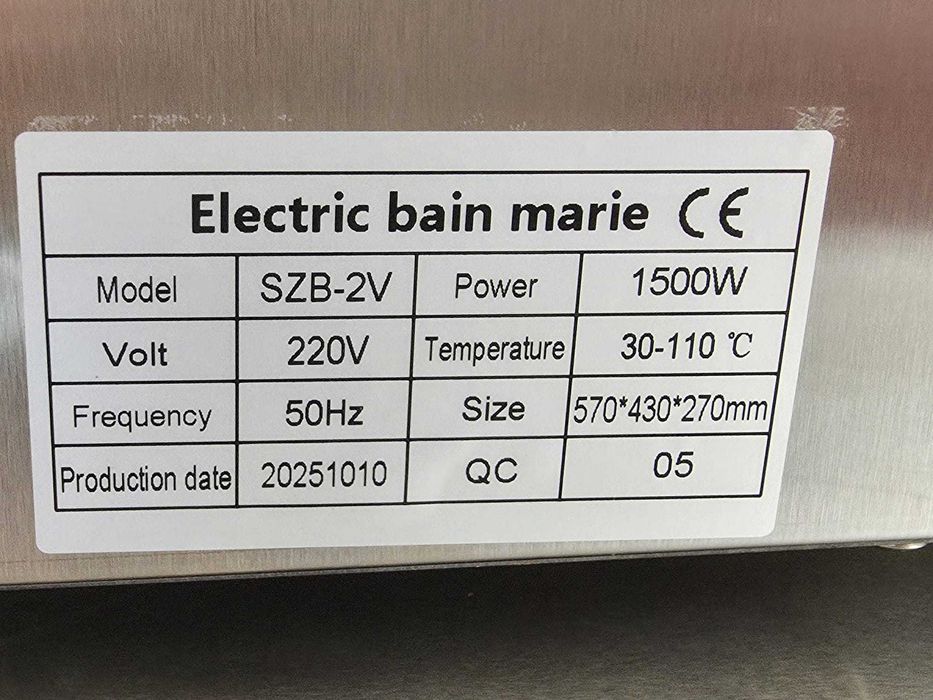 Electric bain marie CE
Model SZB-2V Power 1500W
Volt 220V Temperature 30-110 ℃
Frequency 50Hz Size 570*430*270mm
Production date 20251010 QC 05